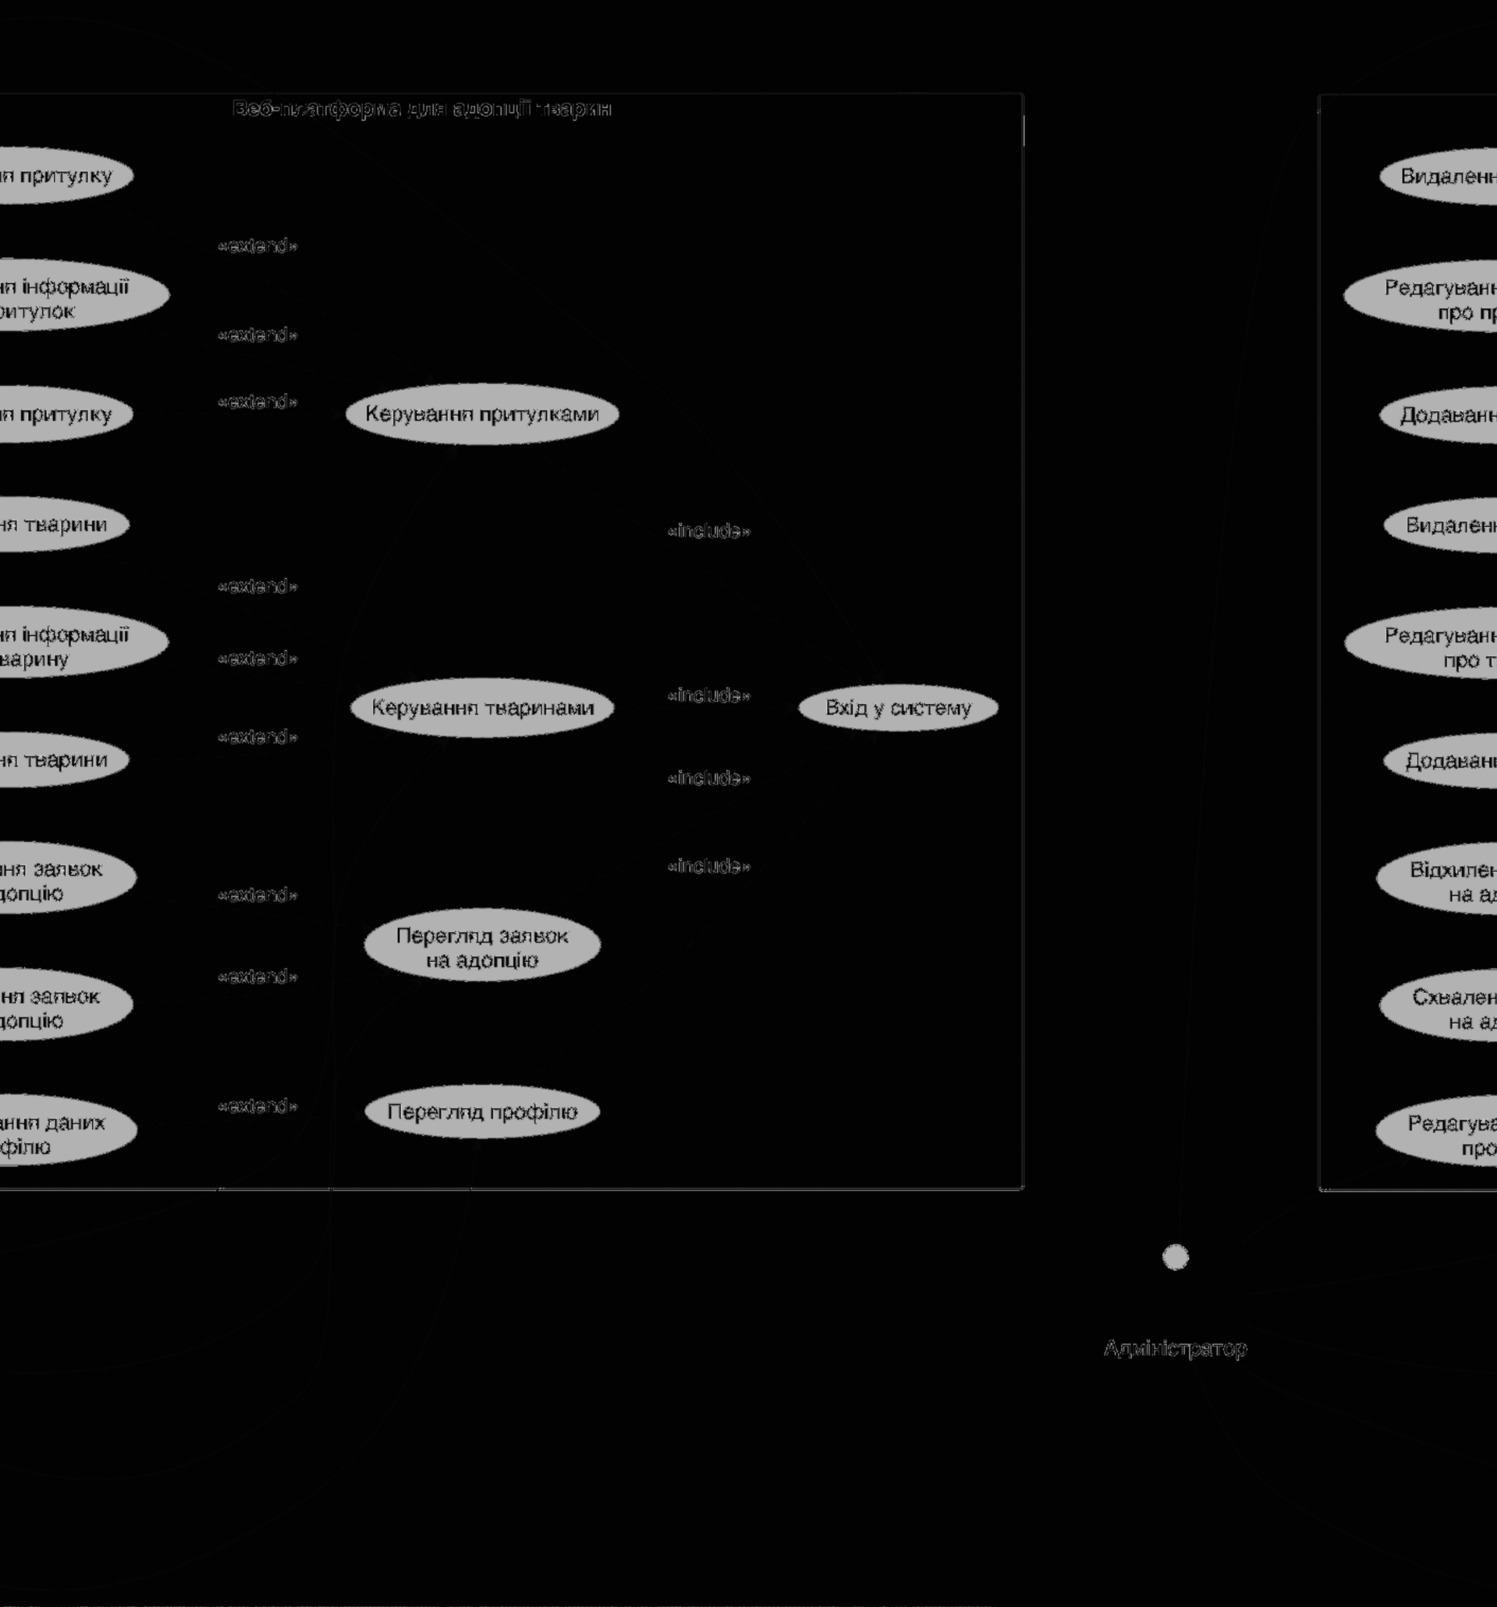 Веб-платформа для адопції тварин
ня притулку
«extend»
ня інформації
ритулок
«extend»
ня притулку
«extend»
Керування притулками
ня тварини
«include»
«extend»
ня інформації
варину
«extend»
Керування тваринами
«include»
Вхід у систему
«extend»
ня тварини
«include»
ння заявок
допцію
«extend»
«include»
Перегляд заявок
на адопцію
ня заявок
допцію
«extend»
ання даних
філю
«extend»
Перегляд профілю
Адміністратор
Видаленн
Редагуванн
про пр
Додаванн
Видаленн
Редагуванн
про т
Додаванн
Відхилен
на ад
Схвален
на ад
Редагува
про